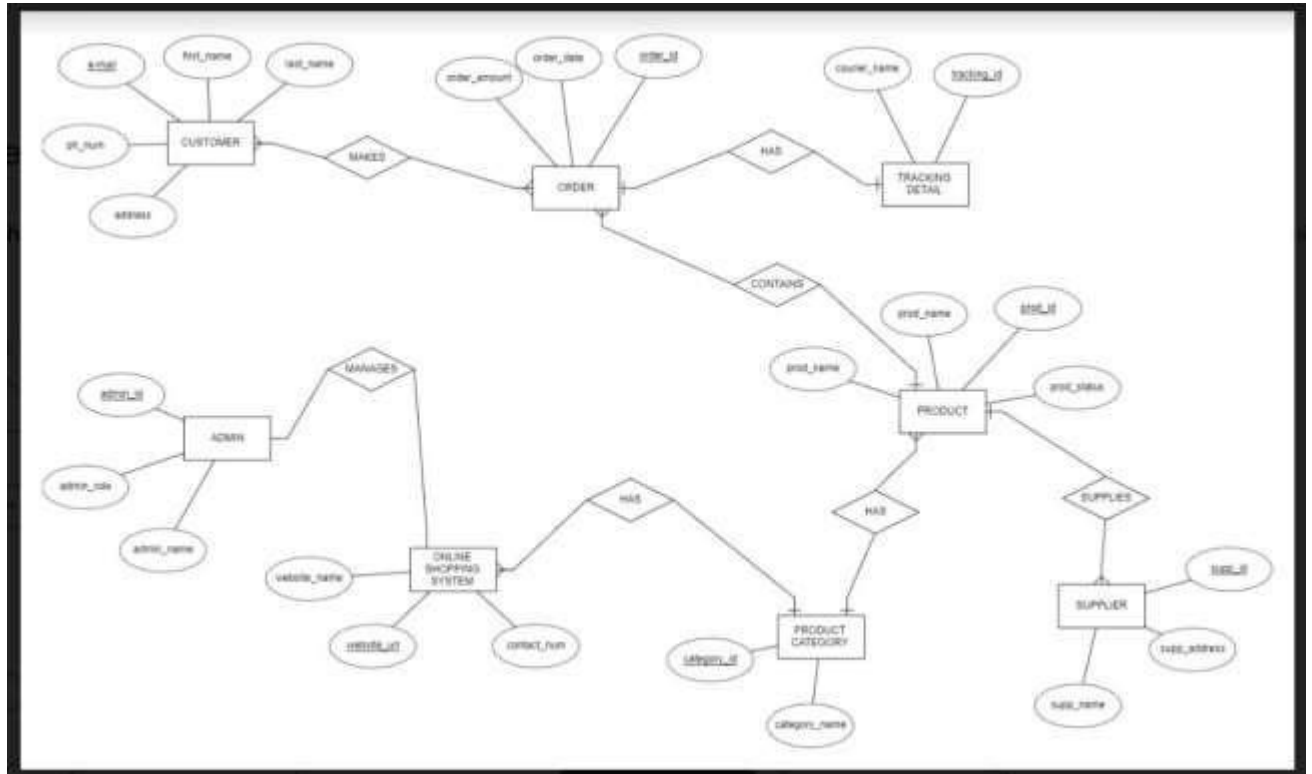 e-mail
first_name
last_name
ph_num
CUSTOMER
address
MAKES
order_amount
order_date
order_id
ORDER
HAS
courier_name
tracking_id
TRACKING
DETAIL
CONTAINS
prod_name
prod_id
prod_name
prod_status
PRODUCT
MANAGES
admin_id
ADMIN
admin_role
admin_name
HAS
HAS
SUPPLIES
ONLINE
SHOPPING
SYSTEM
website_name
website_url
contact_num
PRODUCT
CATEGORY
category_id
category_name
supp_id
SUPPLIER
supp_address
supp_name